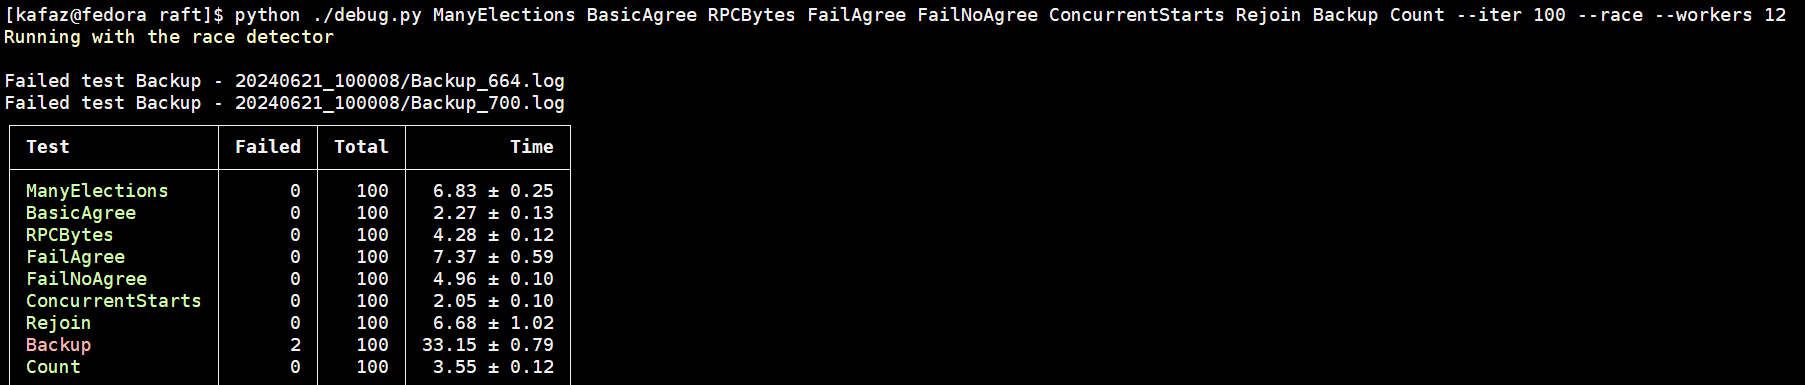 [kafaz@fedora raft]$ python ./debug.py ManyElections BasicAgree RPCBytes FailAgree FailNoAgree ConcurrentStarts Rejoin Backup Count --iter 100 --race --workers 12
Running with the race detector
Failed test Backup - 20240621_100008/Backup_664.log
Failed test Backup - 20240621_100008/Backup_700.log
Test Failed Total Time
ManyElections 0 100 6.83 ± 0.25
BasicAgree 0 100 2.27 ± 0.13
RPCBytes 0 100 4.28 ± 0.12
FailAgree 0 100 7.37 ± 0.59
FailNoAgree 0 100 4.96 ± 0.10
ConcurrentStarts 0 100 2.05 ± 0.10
Rejoin 0 100 6.68 ± 1.02
Backup 2 100 33.15 ± 0.79
Count 0 100 3.55 ± 0.12